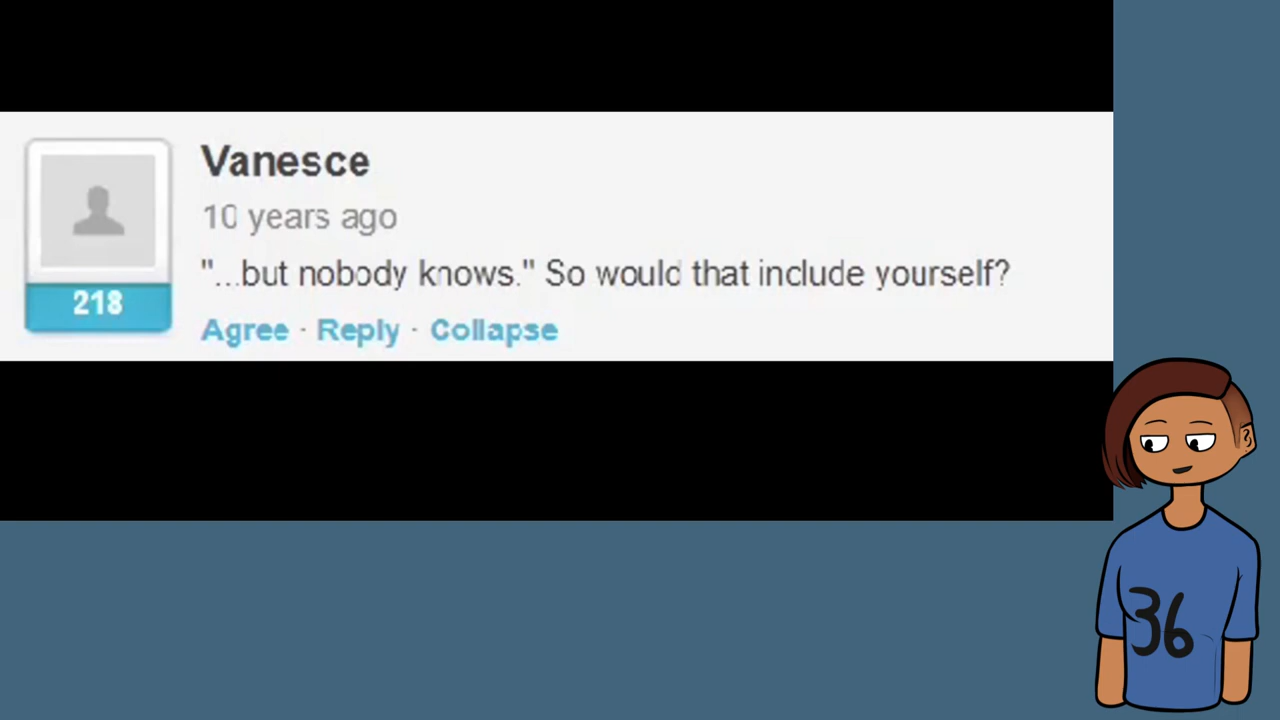 Vanesce
10 years ago
"...but nobody knows." So would that include yourself?
218
Agree · Reply · Collapse
36